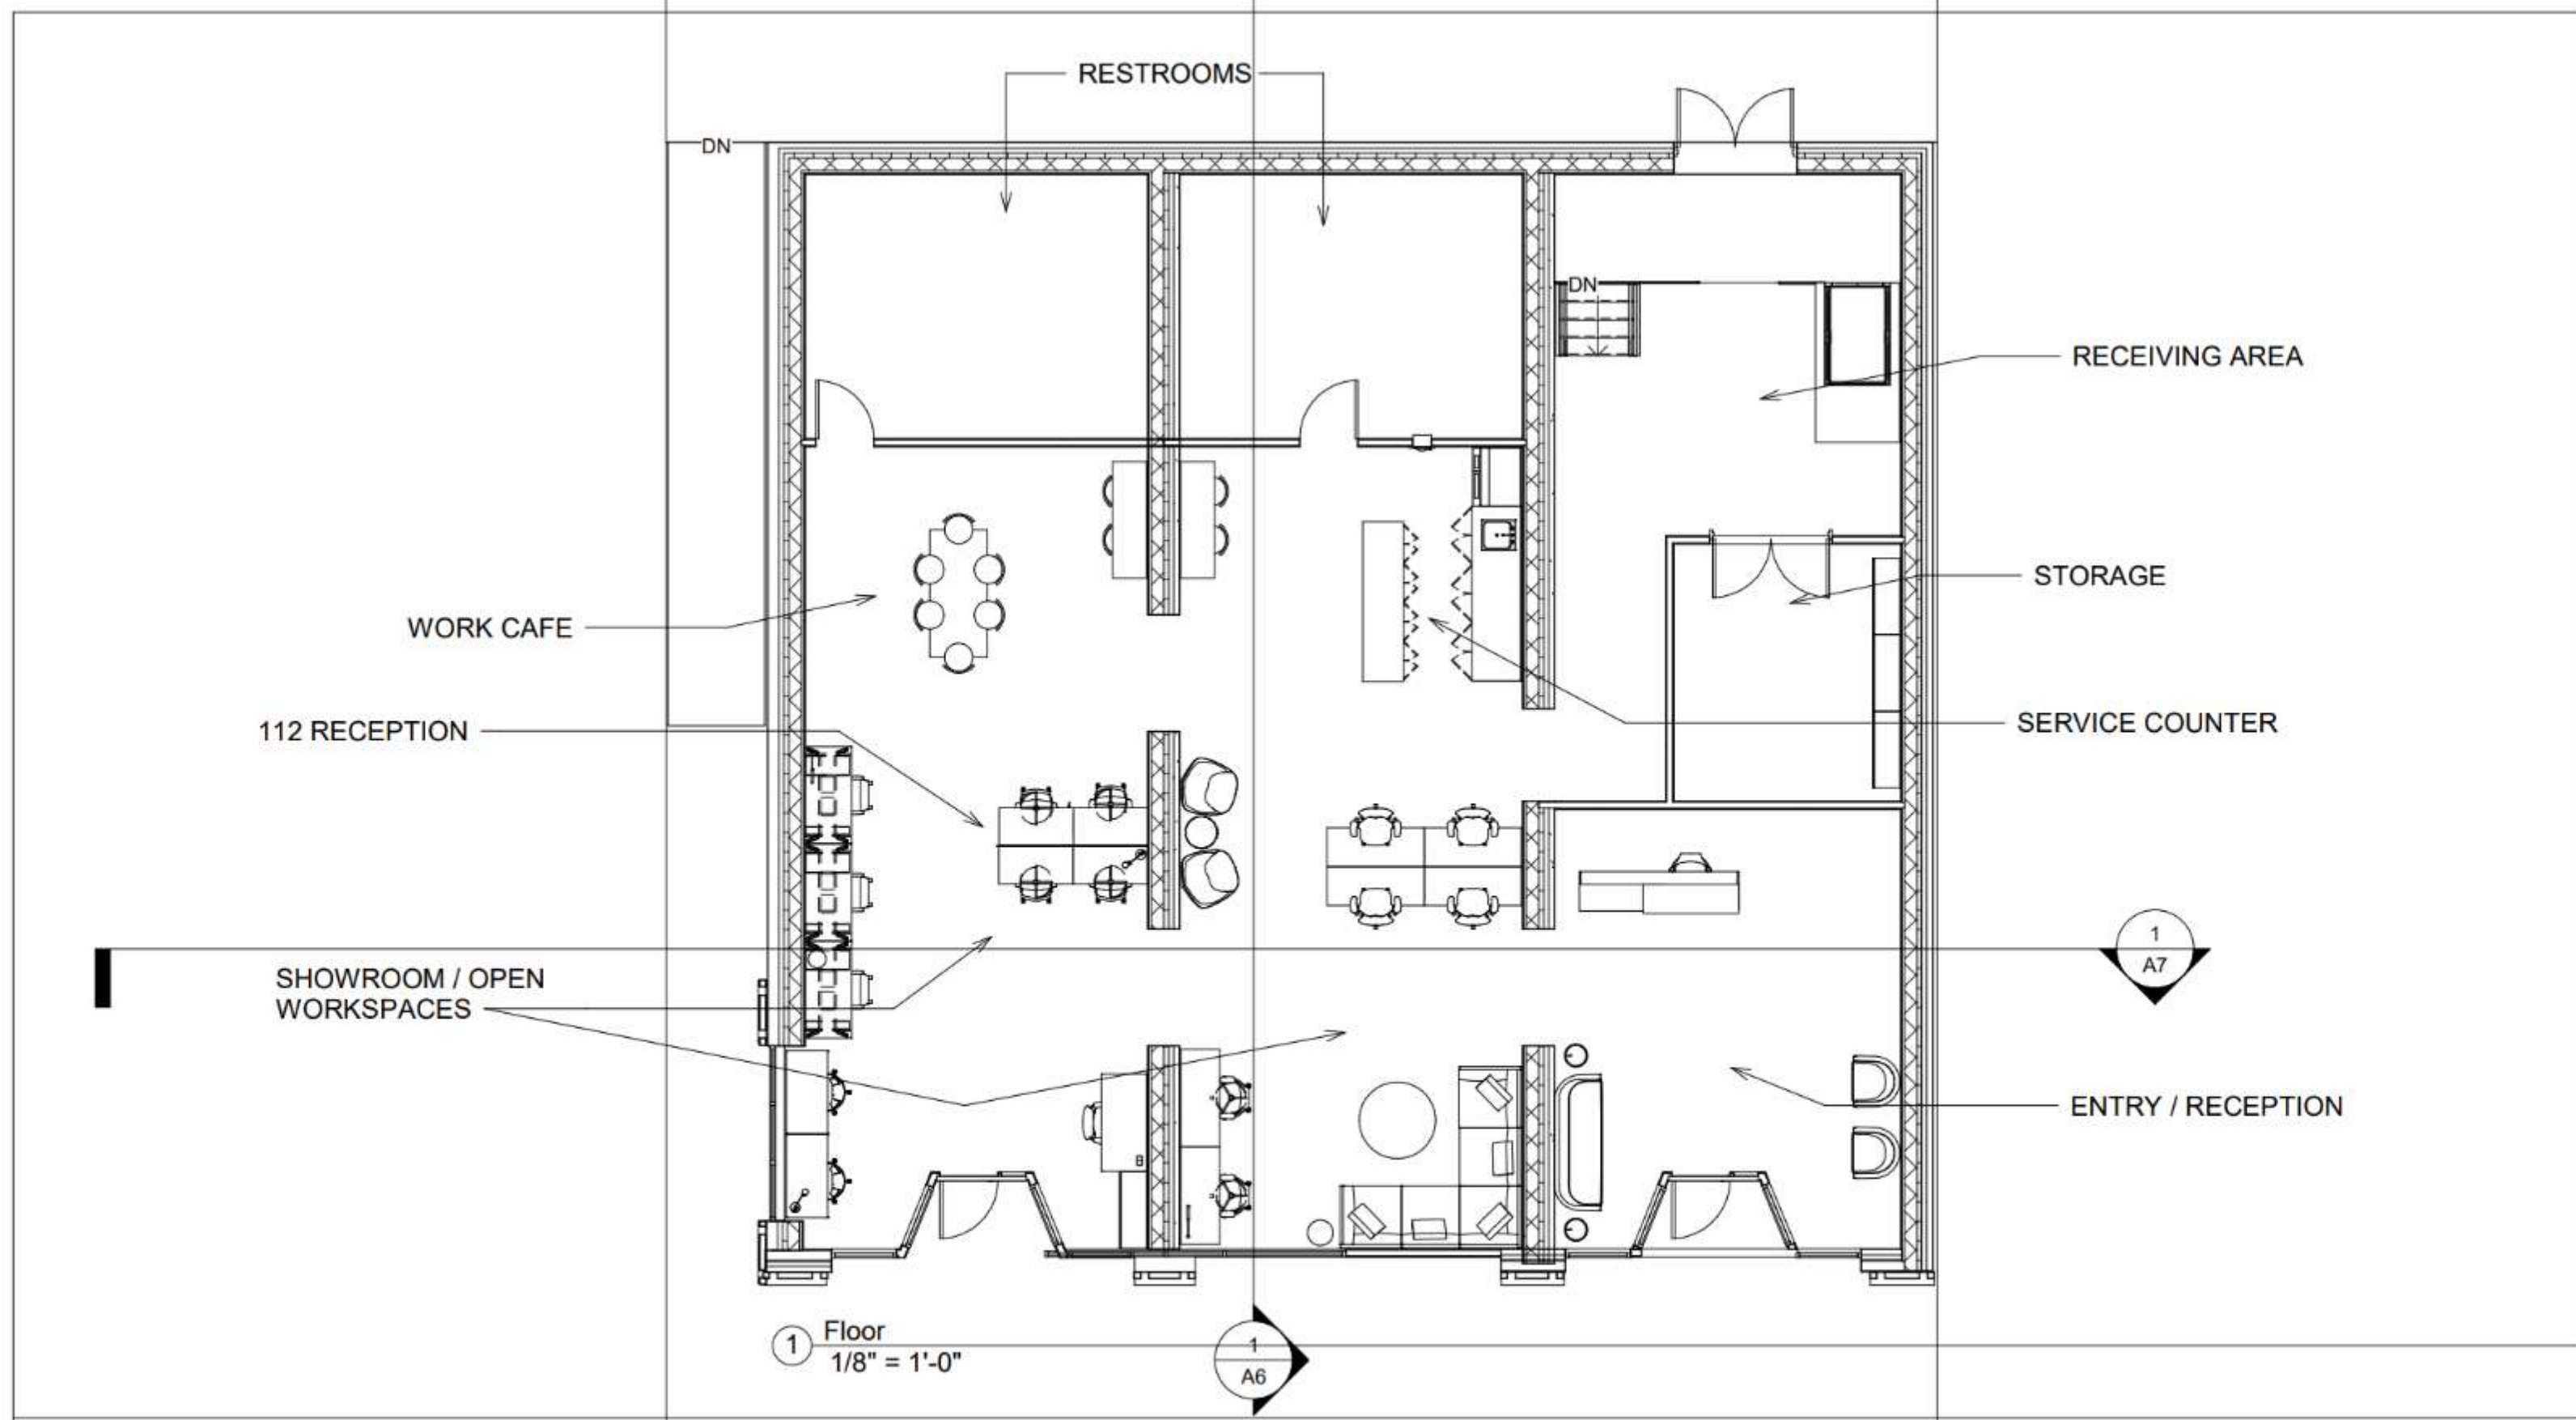 RESTROOMS
DN
DN
RECEIVING AREA
STORAGE
WORK CAFE
112 RECEPTION
SERVICE COUNTER
SHOWROOM / OPEN
WORKSPACES
1
A7
ENTRY / RECEPTION
1
Floor
1/8" = 1'-0"
1
A6